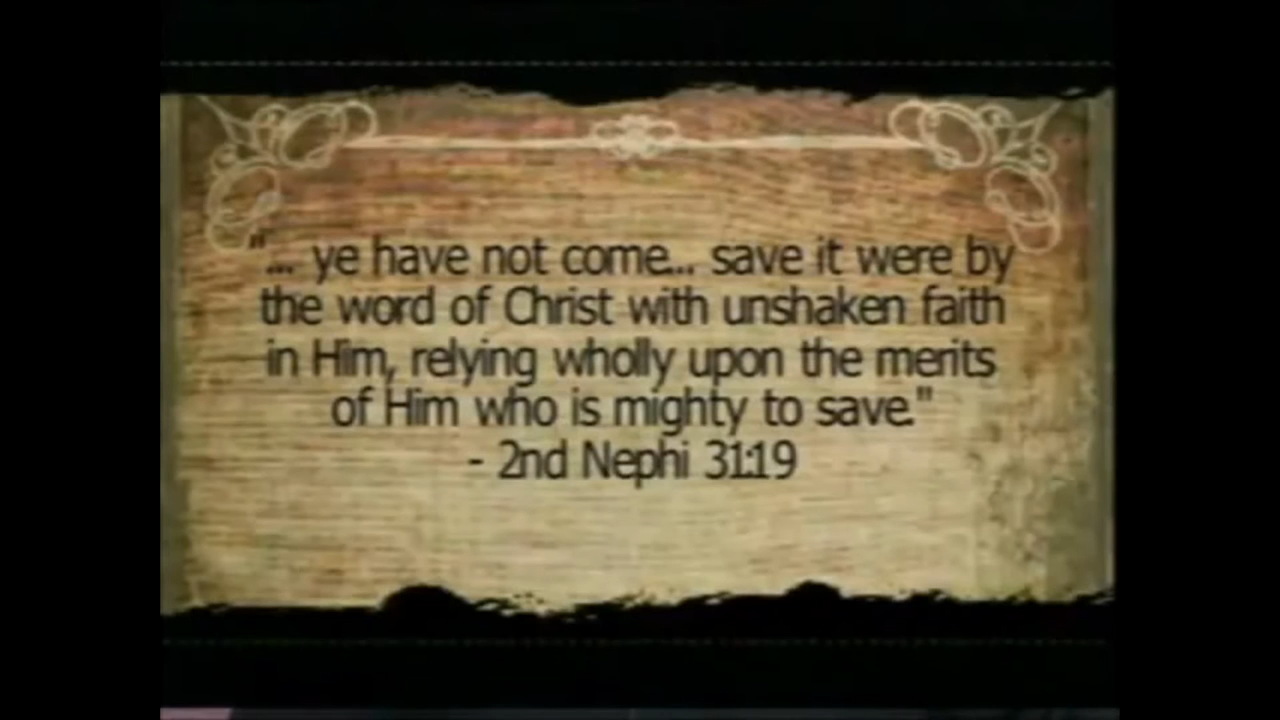 "... ye have not come... save it were by
the word of Christ with unshaken faith
in Him, relying wholly upon the merits
of Him who is mighty to save."
- 2nd Nephi 31:19